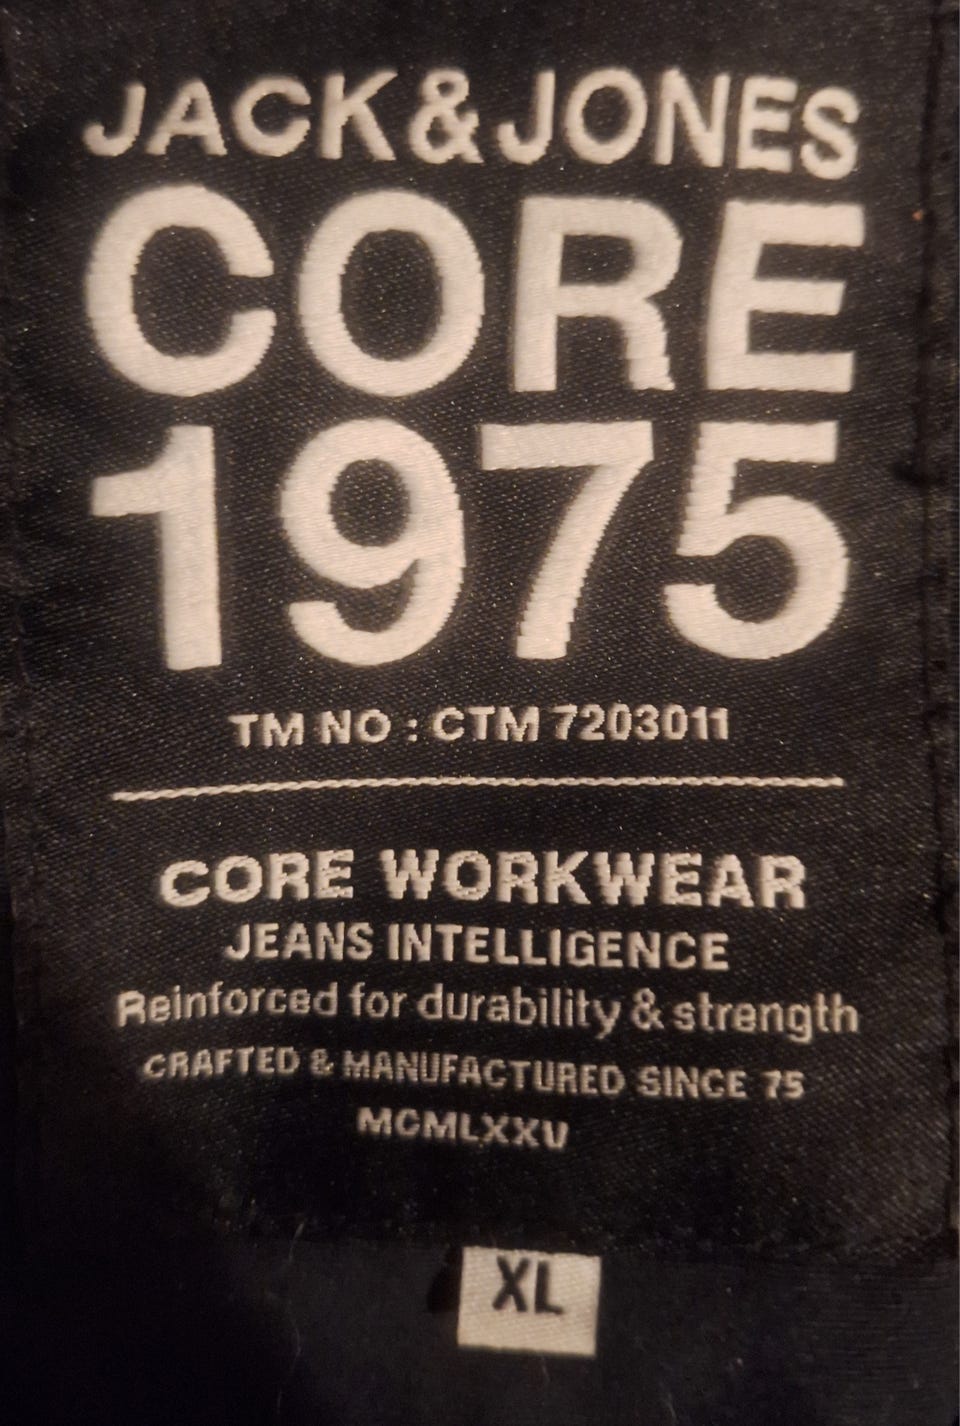 JACK&JONES
CORE
1975
TM NO : CTM 7203011
CORE WORKWEAR
JEANS INTELLIGENCE
Reinforced for durability & strength
CRAFTED & MANUFACTURED SINCE 75
MCMLXXV
XL